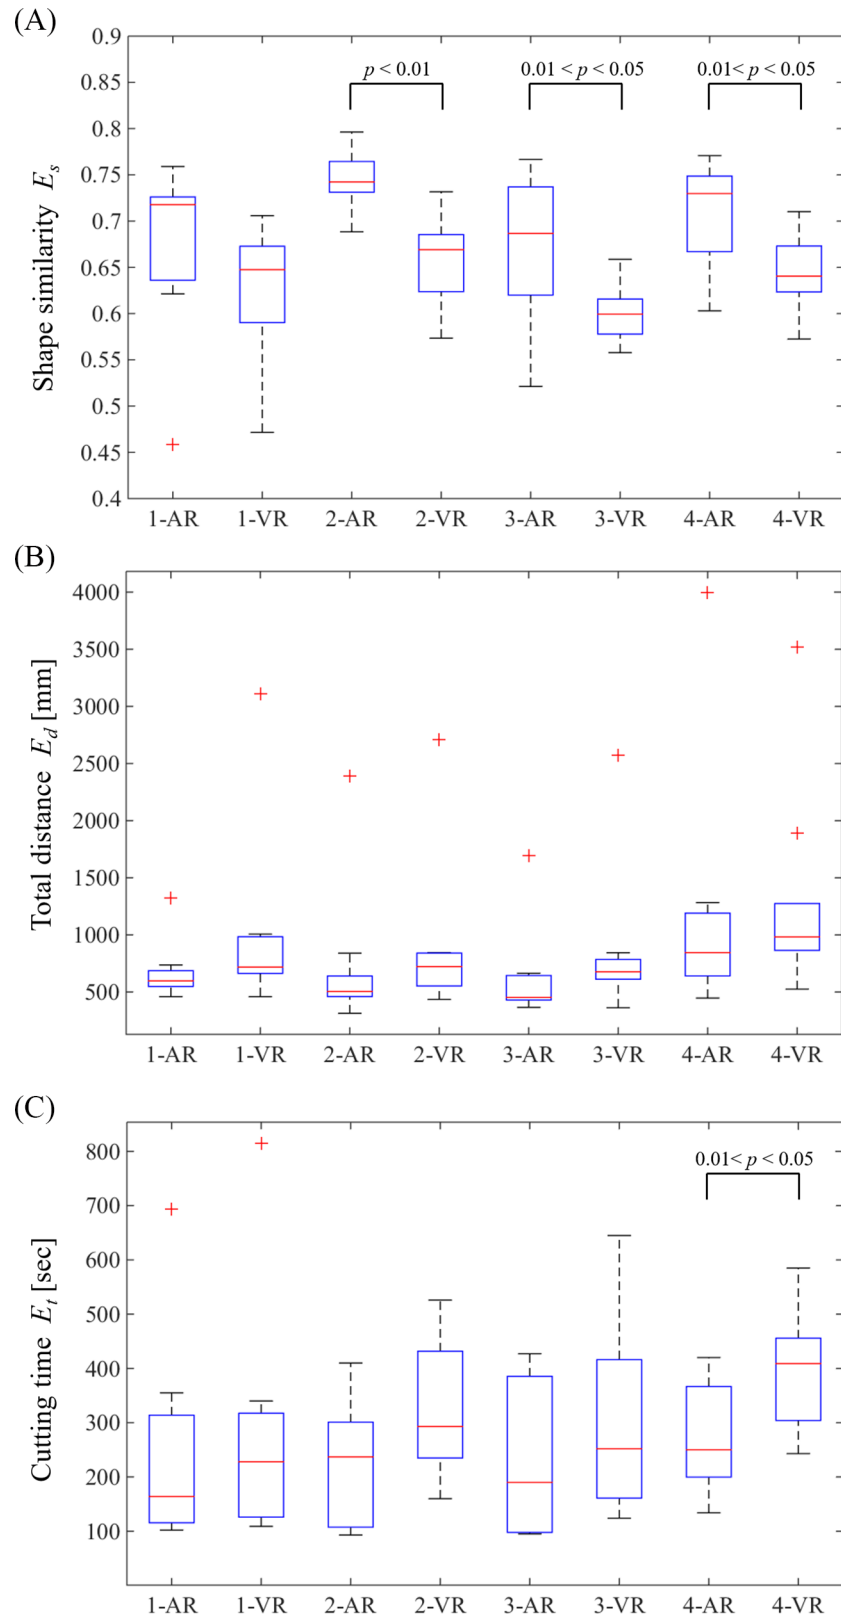 (A)
0.9
0.85
0.8
0.75
0.7
0.65
0.6
0.55
0.5
0.45
0.4
Shape similarity E_s
p < 0.01
0.01 < p < 0.05
0.01< p < 0.05
1-AR 1-VR 2-AR 2-VR 3-AR 3-VR 4-AR 4-VR
(B)
4000
3500
3000
2500
2000
1500
1000
500
Total distance E_d [mm]
1-AR 1-VR 2-AR 2-VR 3-AR 3-VR 4-AR 4-VR
(C)
800
700
600
500
400
300
200
100
Cutting time E_t [sec]
0.01< p < 0.05
1-AR 1-VR 2-AR 2-VR 3-AR 3-VR 4-AR 4-VR